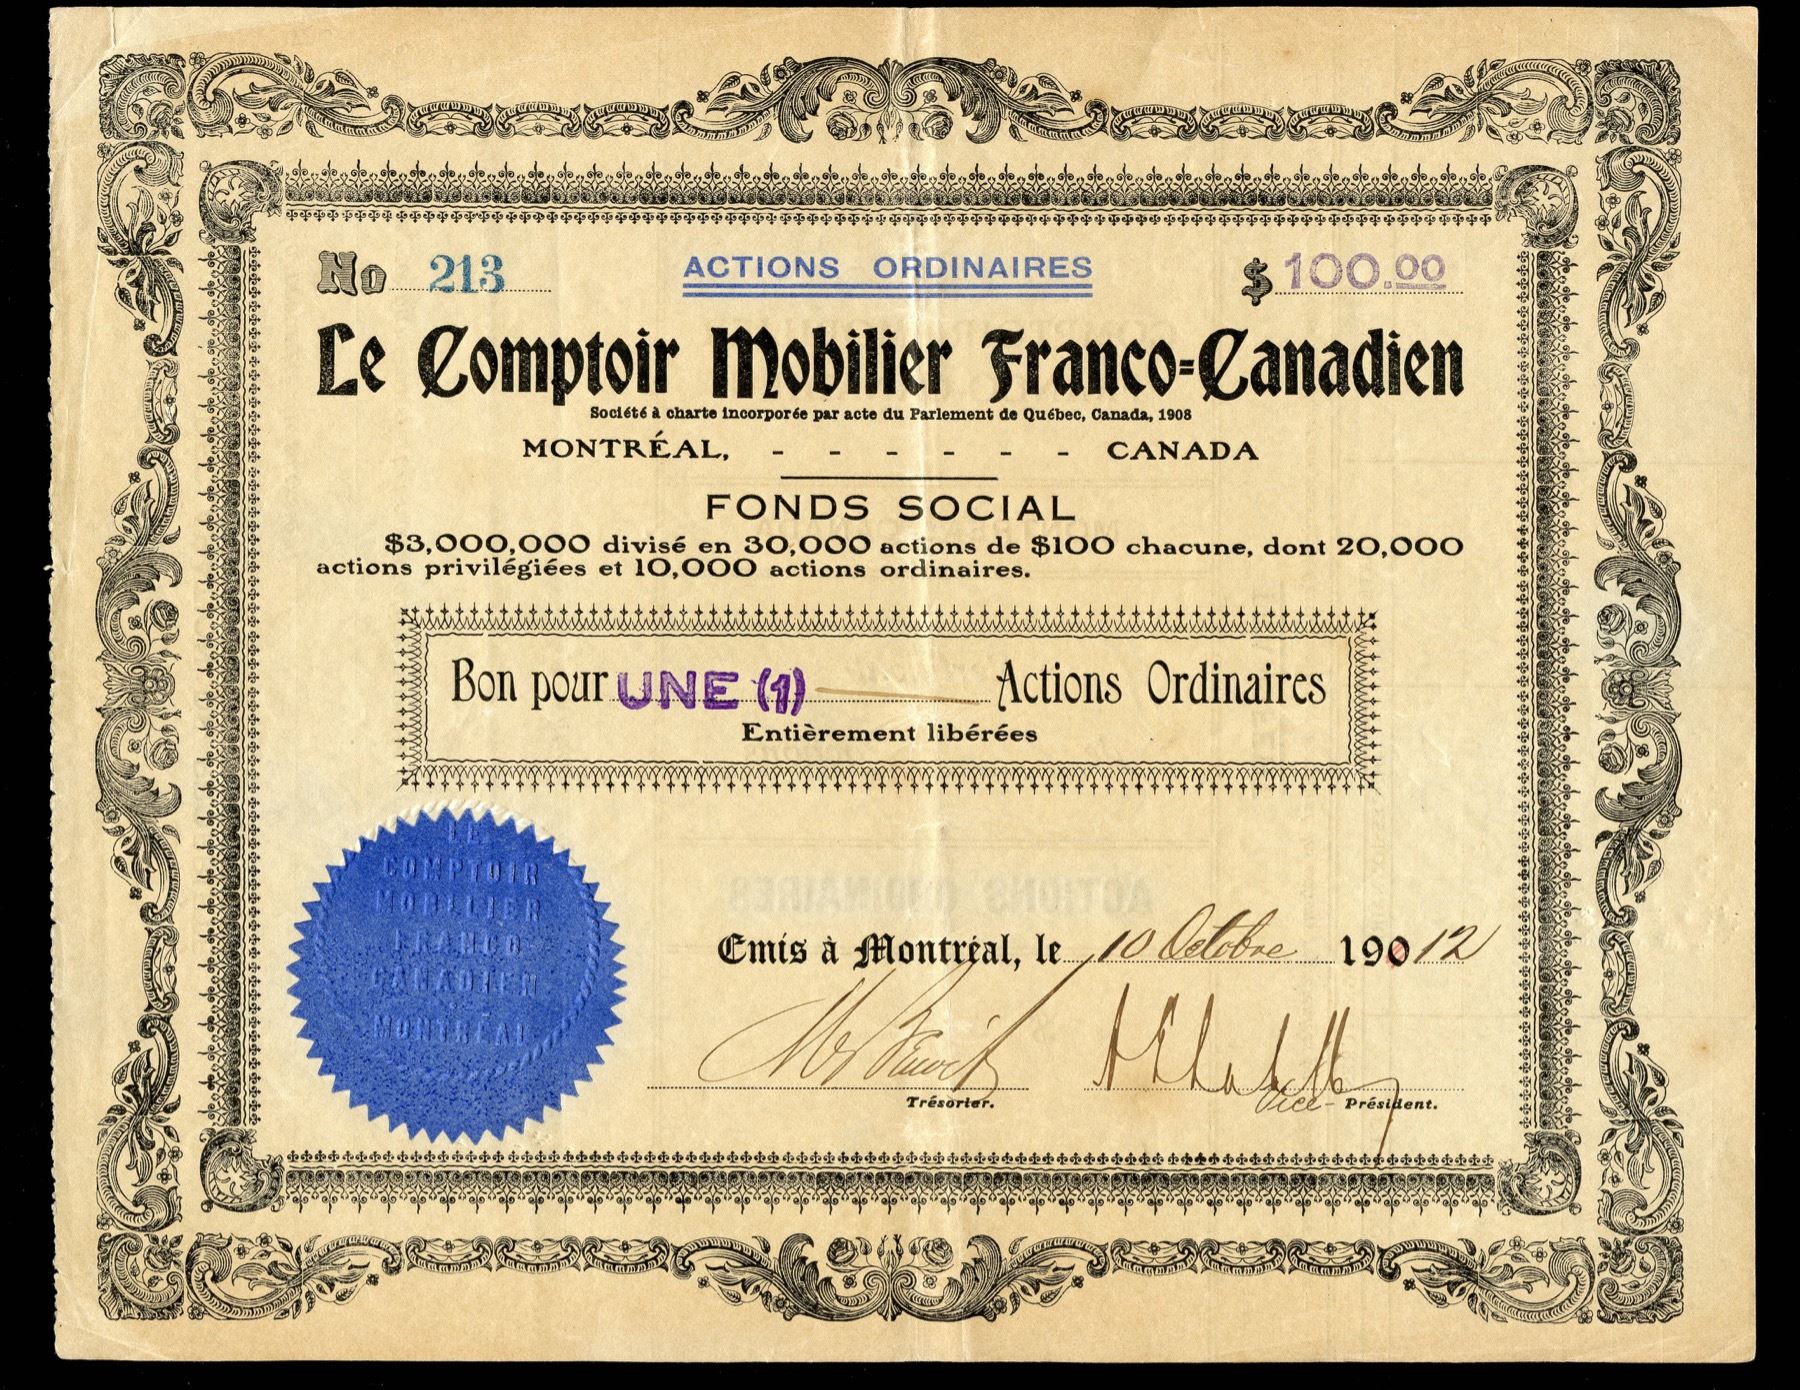 No 213 ACTIONS ORDINAIRES $ 100.00
Le Comptoir Mobilier Franco=Canadien
Société à charte incorporée par acte du Parlement de Québec, Canada, 1908
MONTRÉAL, - - - - - - CANADA
FONDS SOCIAL
$3,000,000 divisé en 30,000 actions de $100 chacune, dont 20,000
actions privilégiées et 10,000 actions ordinaires.
Bon pour UNE (1) Actions Ordinaires
Entièrement libérées
LE
COMPTOIR
MOBILIER
FRANCO-
CANADIEN
MONTRÉAL
Emis à Montréal, le 10 Octobre 190 12
Trésorier. Vice- Président.